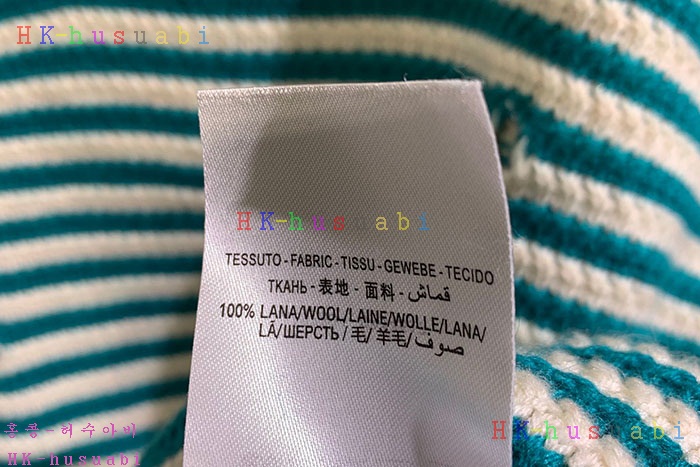 HK-husuabi
HK-husuabi
TESSUTO - FABRIC - TISSU - GEWEBE - TECIDO
ТКАНЬ - 表地 - 面料 - قماش
100% LANA/WOOL/LAINE/WOLLE/LANA/
LÃ/ШЕРСТЬ / 毛/ 羊毛/ صوف
홍콩-허수아비
HK-husuabi
HK-husuabi